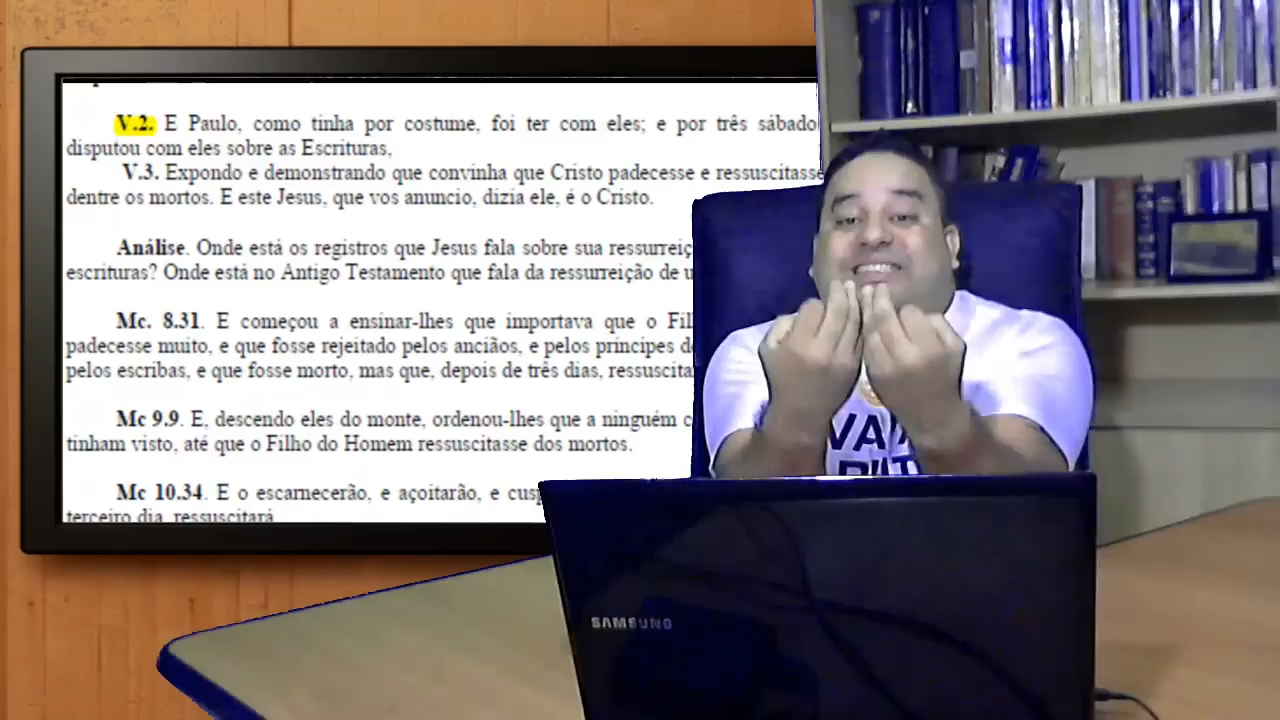 V.2. E Paulo, como tinha por costume, foi ter com eles; e por três sábado
disputou com eles sobre as Escrituras,
V.3. Expondo e demonstrando que convinha que Cristo padecesse e ressuscitasse
dentre os mortos. E este Jesus, que vos anuncio, dizia ele, é o Cristo.
Análise. Onde está os registros que Jesus fala sobre sua ressurreiç
escrituras? Onde está no Antigo Testamento que fala da ressurreição de u
Mc. 8.31. E começou a ensinar-lhes que importava que o Fil
padecesse muito, e que fosse rejeitado pelos anciãos, e pelos príncipes d
pelos escribas, e que fosse morto, mas que, depois de três dias, ressuscita
Mc 9.9. E, descendo eles do monte, ordenou-lhes que a ninguém c
tinham visto, até que o Filho do Homem ressuscitasse dos mortos.
Mc 10.34. E o escarnecerão, e açoitarão, e cusp
terceiro dia, ressuscitará
SAMSUNG